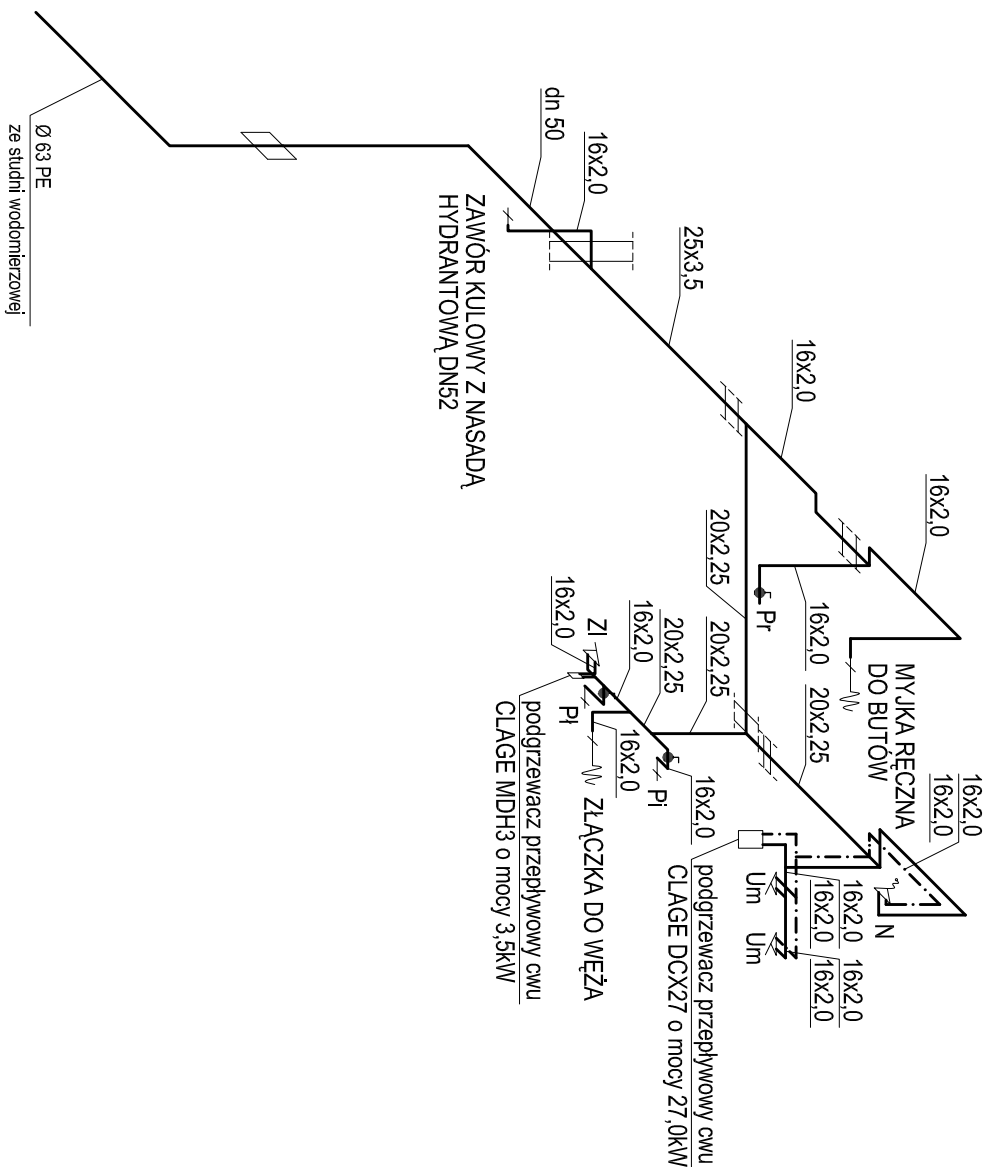 Ø 63 PE
ze studni wodomierzowej
dn 50
16x2,0
ZAWÓR KULOWY Z NASADĄ
HYDRANTOWĄ DN52
25x3,5
16x2,0
16x2,0
20x2,25
Pr
16x2,0
MYJKA RĘCZNA
DO BUTÓW
20x2,25
20x2,25
20x2,25
16x2,0
Zl
16x2,0
Pł
16x2,0
Pi
16x2,0
ZŁĄCZKA DO WĘŻA
podgrzewacz przepływowy cwu
CLAGE MDH3 o mocy 3,5kW
16x2,0
16x2,0
N
16x2,0
16x2,0
16x2,0
16x2,0
Um
Um
podgrzewacz przepływowy cwu
CLAGE DCX27 o mocy 27,0kW